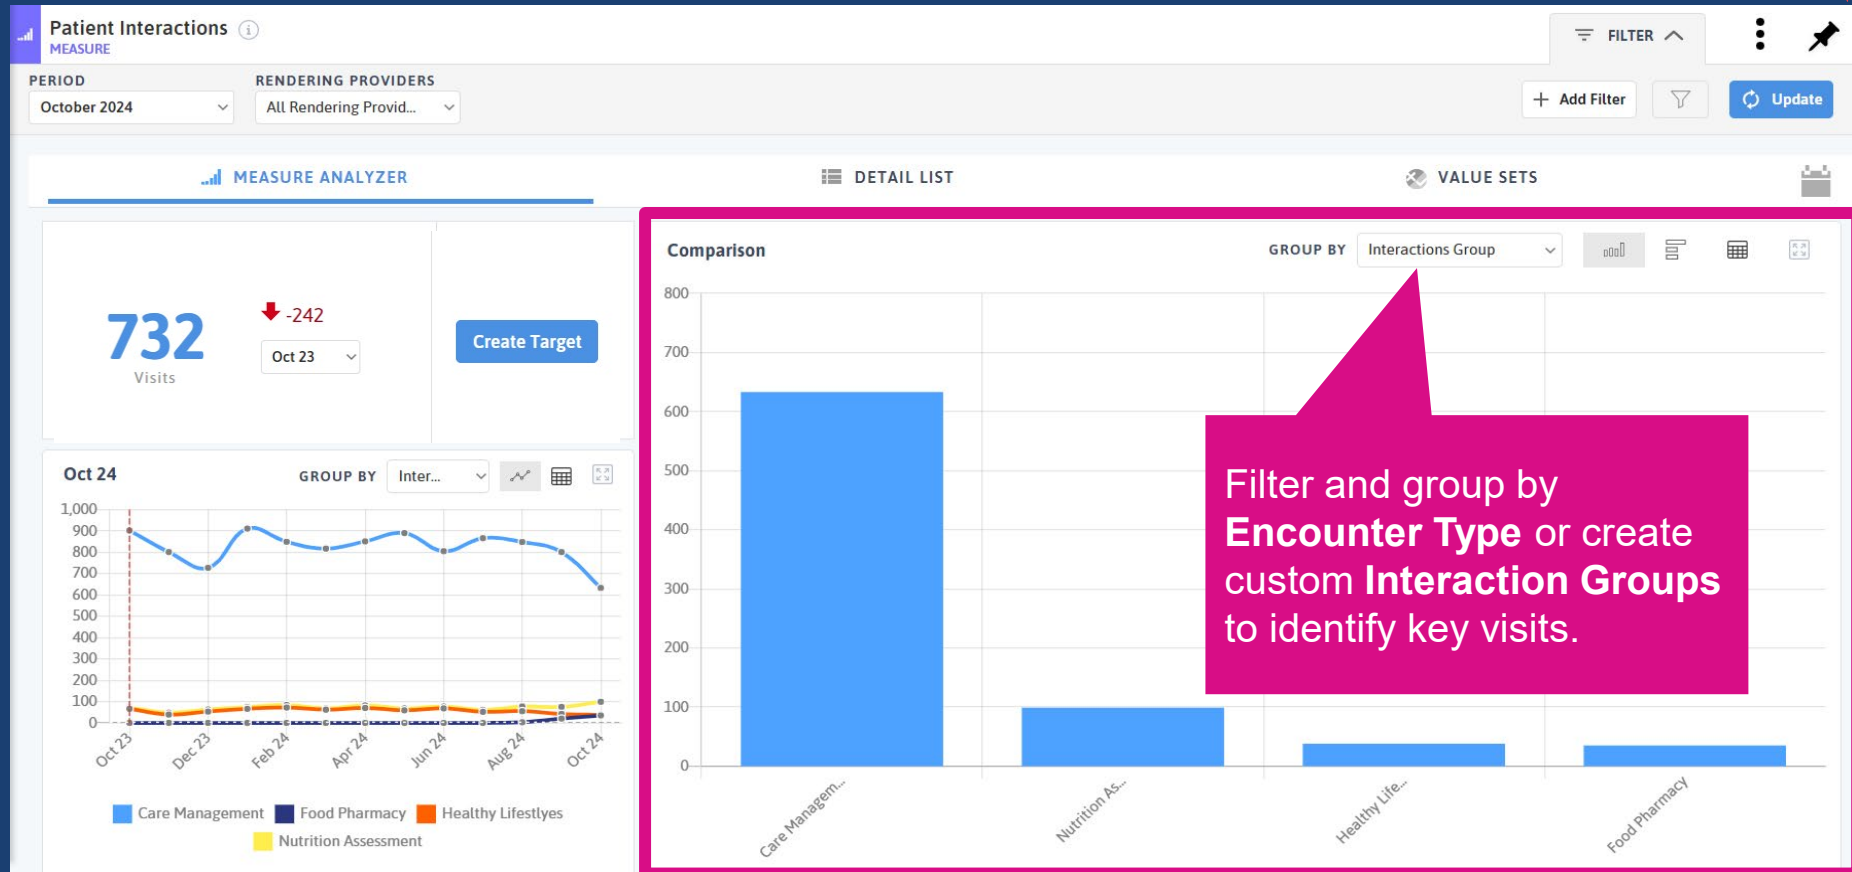 Patient Interactions
MEASURE
FILTER
PERIOD
RENDERING PROVIDERS
October 2024
All Rendering Provid...
Add Filter
Update
MEASURE ANALYZER
DETAIL LIST
VALUE SETS
732
Visits
-242
Oct 23
Create Target
Comparison
GROUP BY
Interactions Group
800
700
600
500
400
300
200
100
0
Care Managem...
Nutrition As...
Healthy Life...
Food Pharmacy
Filter and group by
Encounter Type or create
custom Interaction Groups
to identify key visits.
Oct 24
GROUP BY
Inter...
1,000
900
800
700
600
500
400
300
200
100
0
Oct 23
Dec 23
Feb 24
Apr 24
Jun 24
Aug 24
Oct 24
Care Management
Food Pharmacy
Healthy Lifestlyes
Nutrition Assessment